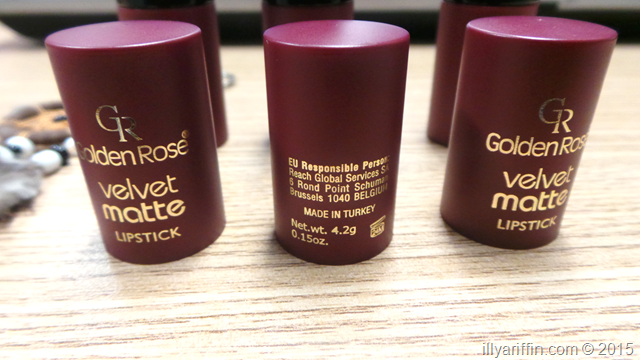 GR
Golden Rose®
velvet
matte
LIPSTICK
EU Responsible Person:
Reach Global Services S.
6 Rond Point Schuman
Brussels 1040 BELGIUM
MADE IN TURKEY
Net.wt. 4.2g
0.15oz.
GR
Golden Rose
velvet
matte
LIPSTICK
illyariffin.com © 2015